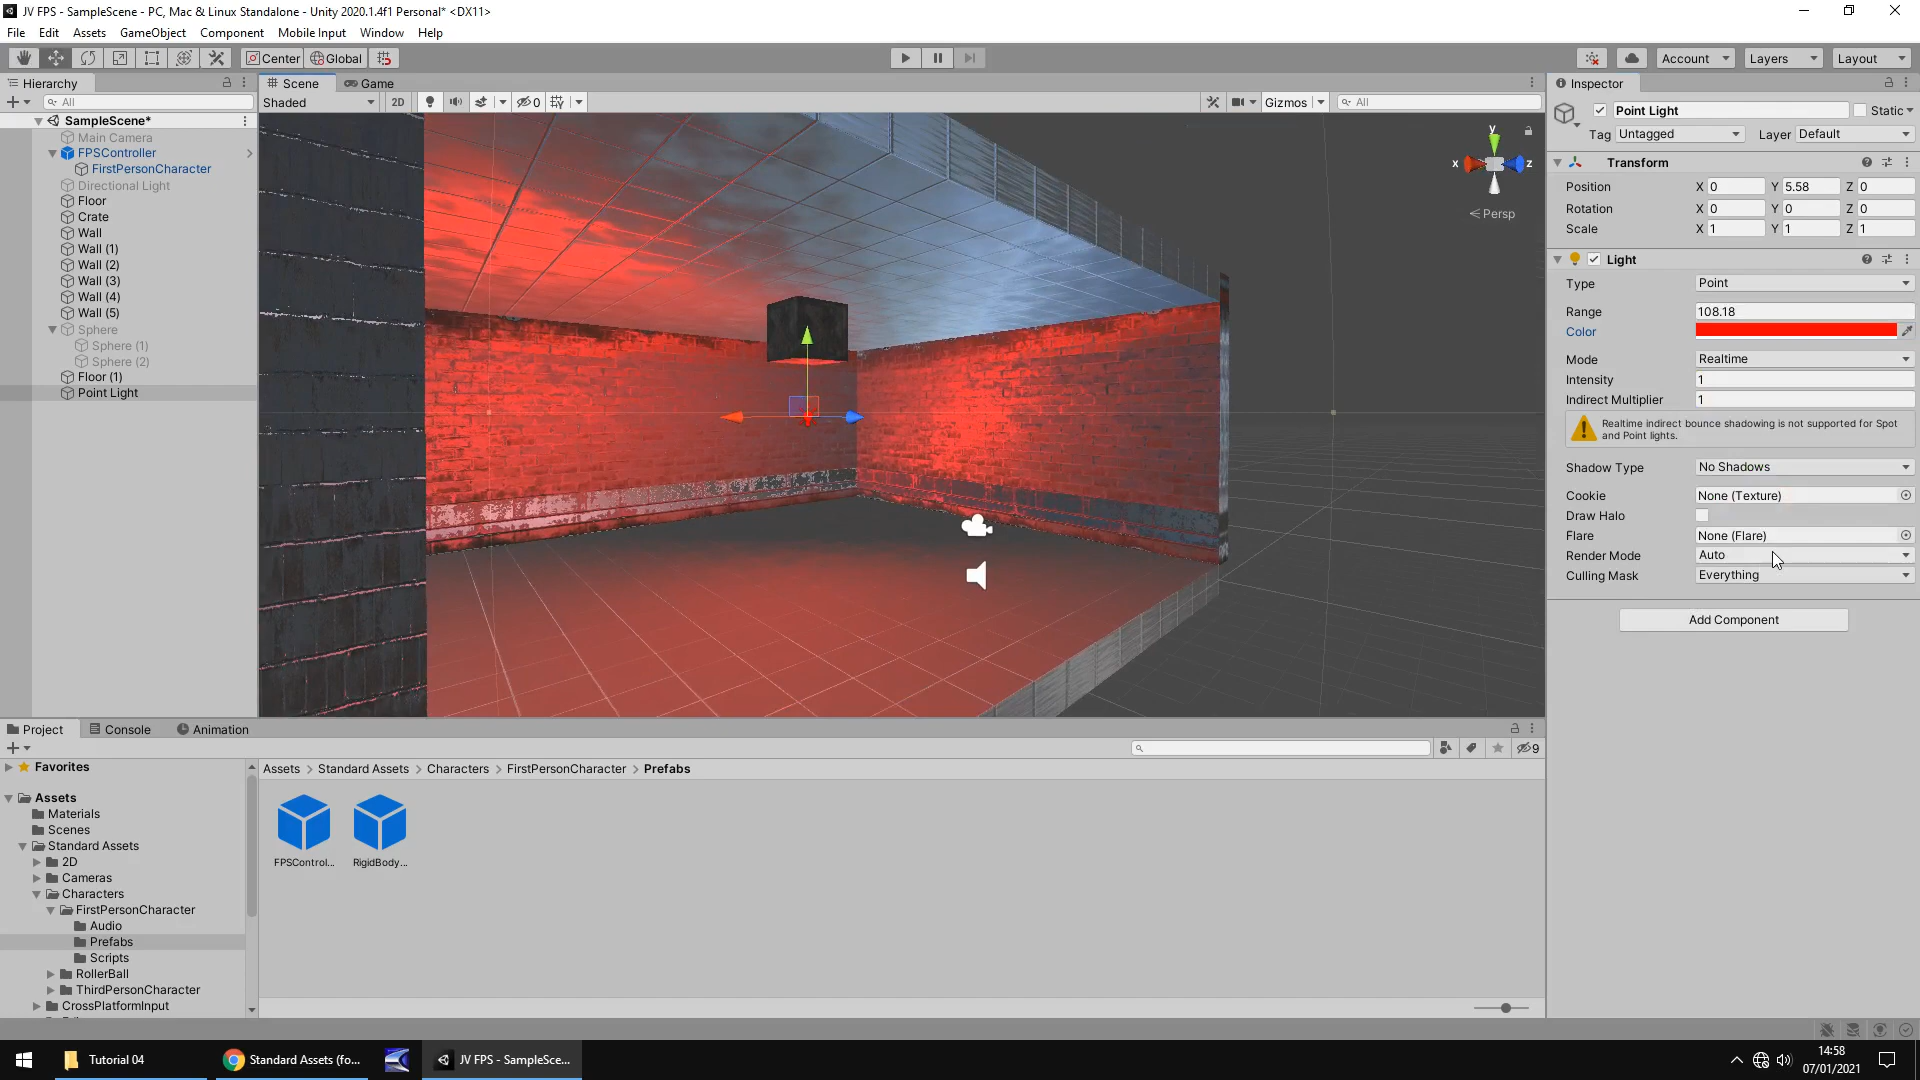 JV FPS - SampleScene - PC, Mac & Linux Standalone - Unity 2020.1.4f1 Personal* <DX11>
File Edit Assets GameObject Component Mobile Input Window Help
Center Global Account Layers Layout
Hierarchy
All
SampleScene*
Main Camera
FPSController
FirstPersonCharacter
Directional Light
Floor
Crate
Wall
Wall (1)
Wall (2)
Wall (3)
Wall (4)
Wall (5)
Sphere
Sphere (1)
Sphere (2)
Floor (1)
Point Light
Scene Game
Shaded 2D 0 Gizmos All
y
x z
Persp
Inspector
Point Light Static
Tag Untagged Layer Default
Transform
Position X 0 Y 5.58 Z 0
Rotation X 0 Y 0 Z 0
Scale X 1 Y 1 Z 1
Light
Type Point
Range 108.18
Color
Mode Realtime
Intensity 1
Indirect Multiplier 1
Realtime indirect bounce shadowing is not supported for Spot
and Point lights.
Shadow Type No Shadows
Cookie None (Texture)
Draw Halo
Flare None (Flare)
Render Mode Auto
Culling Mask Everything
Add Component
Project Console Animation
9
Favorites
Assets
Materials
Scenes
Standard Assets
2D
Cameras
Characters
FirstPersonCharacter
Audio
Prefabs
Scripts
RollerBall
ThirdPersonCharacter
CrossPlatformInput
Assets > Standard Assets > Characters > FirstPersonCharacter > Prefabs
FPSControl... RigidBody...
Tutorial 04 Standard Assets (fo... JV FPS - SampleSce...
14:58
07/01/2021